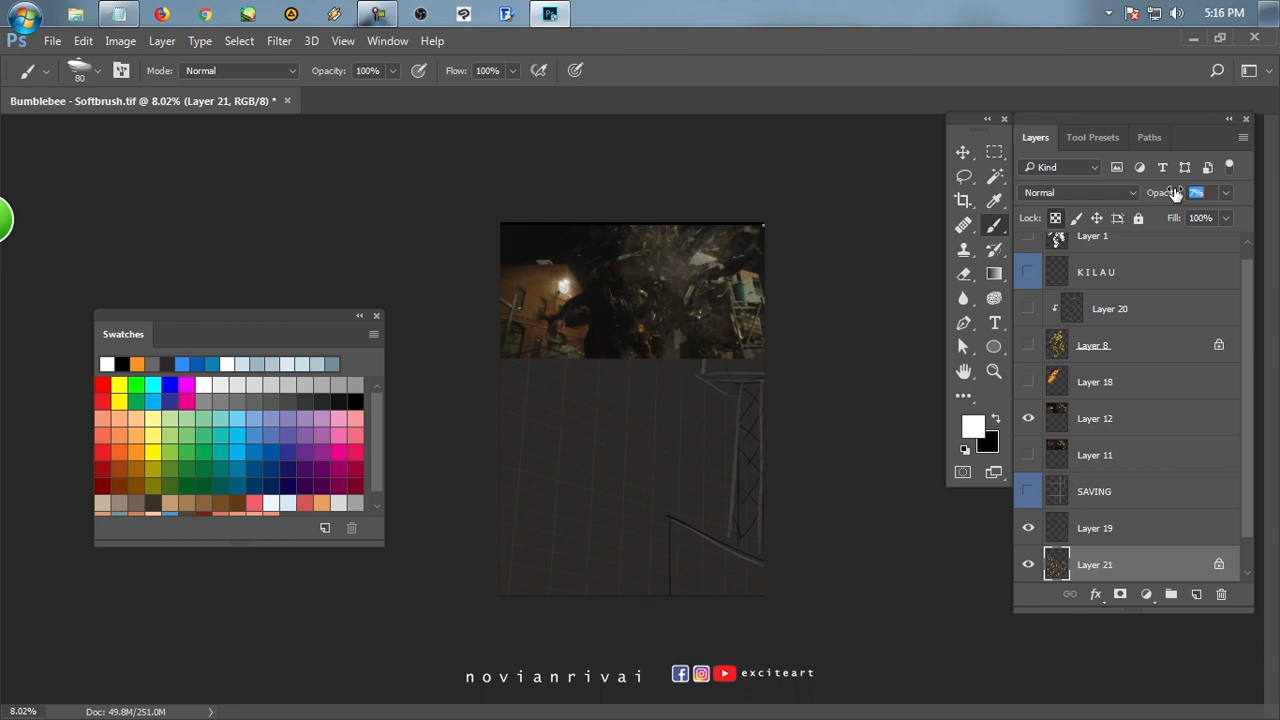 5:16 PM
Ps File Edit Image Layer Type Select Filter 3D View Window Help
80 Mode: Normal Opacity: 100% Flow: 100%
Bumblebee - Softbrush.tif @ 8.02% (Layer 21, RGB/8) *
Layers Tool Presets Paths
Kind
Normal 7%
Lock: Fill: 100%
Layer 1
K I L A U
Layer 20
Layer 8
Layer 18
Layer 12
Layer 11
SAVING
Layer 19
Layer 21
Swatches
novianrivai exciteart
8.02% Doc: 49.8M/251.0M